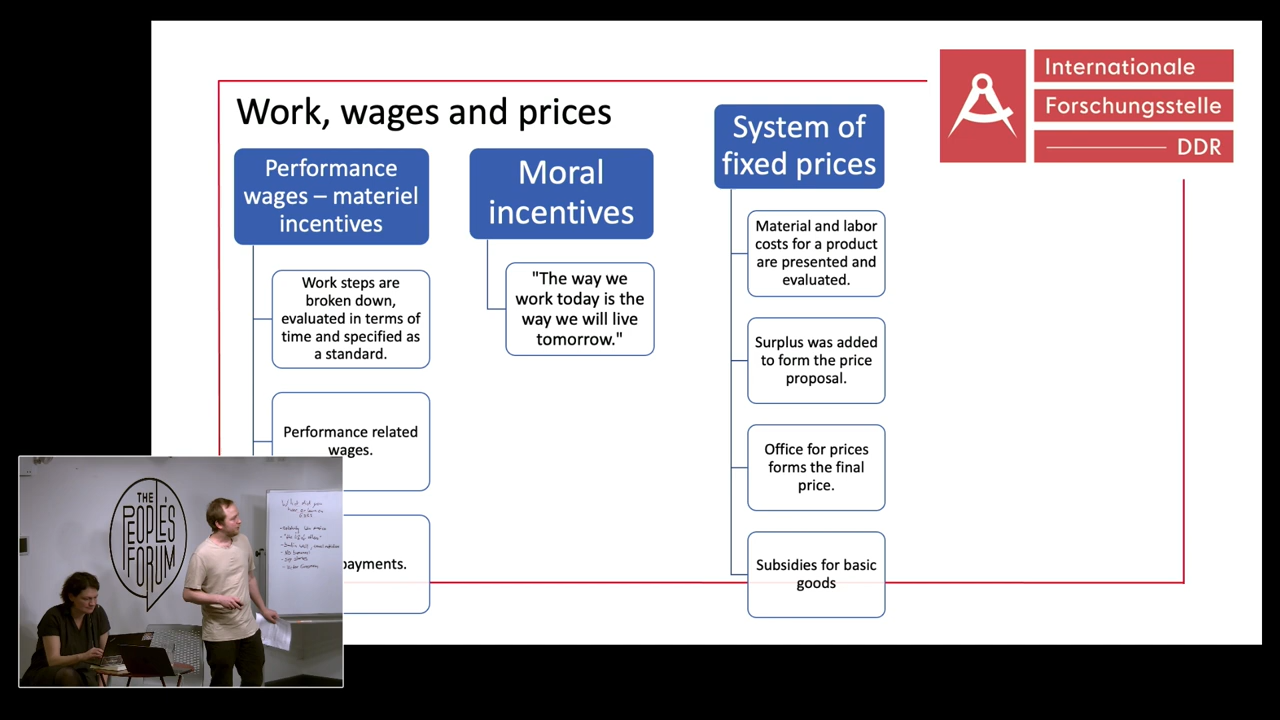 Work, wages and prices
Performance
wages – materiel
incentives
Work steps are
broken down,
evaluated in terms of
time and specified as
a standard.
Performance related
wages.
payments.
Moral
incentives
"The way we
work today is the
way we will live
tomorrow."
System of
fixed prices
Material and labor
costs for a product
are presented and
evaluated.
Surplus was added
to form the price
proposal.
Office for prices
forms the final
price.
Subsidies for basic
goods
Internationale
Forschungsstelle
DDR
THE
PEOPLE'S
FORUM
What did you